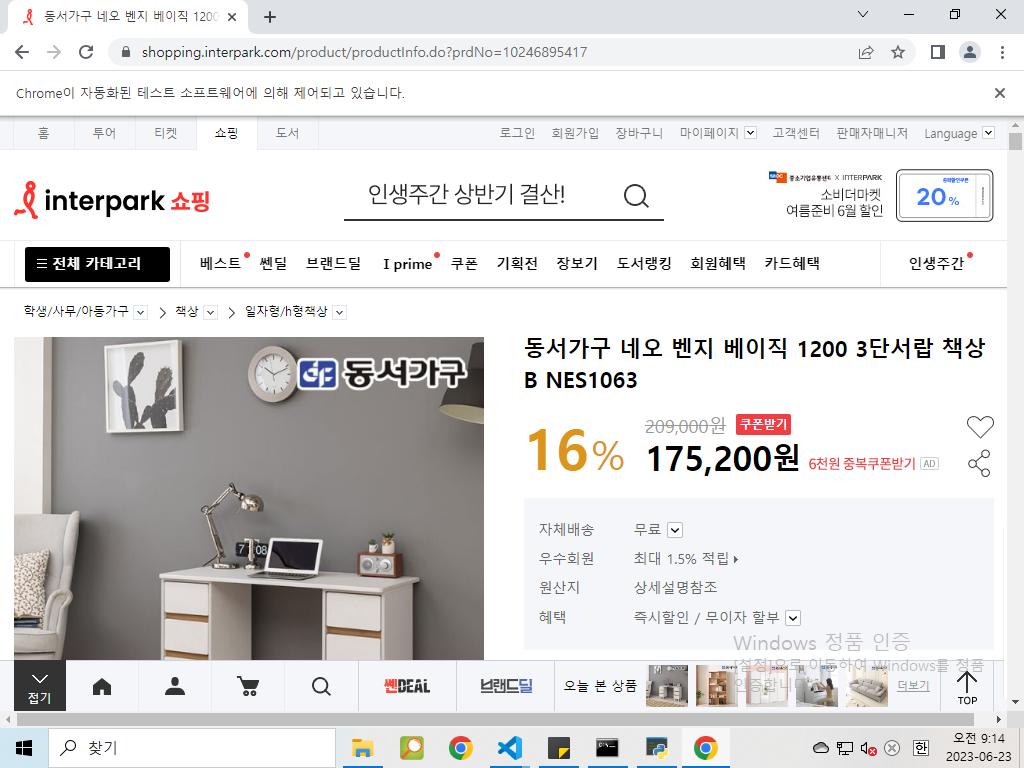 동서가구 네오 벤지 베이직 1200
shopping.interpark.com/product/productInfo.do?prdNo=10246895417
Chrome이 자동화된 테스트 소프트웨어에 의해 제어되고 있습니다.
홈 투어 티켓 쇼핑 도서 로그인 회원가입 장바구니 마이페이지 고객센터 판매자매니저 Language
interpark 쇼핑
인생주간 상반기 결산!
중소기업유통센터 X INTERPARK
소비더마켓
여름준비 6월 할인
중복할인쿠폰
20%
전체 카테고리 베스트 쎈딜 브랜드딜 I prime 쿠폰 기획전 장보기 도서랭킹 회원혜택 카드혜택 인생주간
학생/사무/아동가구 책상 일자형/h형책상
동서가구
동서가구 네오 벤지 베이직 1200 3단서랍 책상
B NES1063
16%
209,000원 쿠폰받기
175,200원 6천원 중복쿠폰받기 AD
자체배송 무료
우수회원 최대 1.5% 적립
원산지 상세설명참조
혜택 즉시할인 / 무이자 할부
Windows 정품 인증
[설정]으로 이동하여 Windows를 정품
인증합니다.
접기 쎈DEAL 브랜드딜 오늘 본 상품 더보기 TOP
찾기
한
오전 9:14
2023-06-23